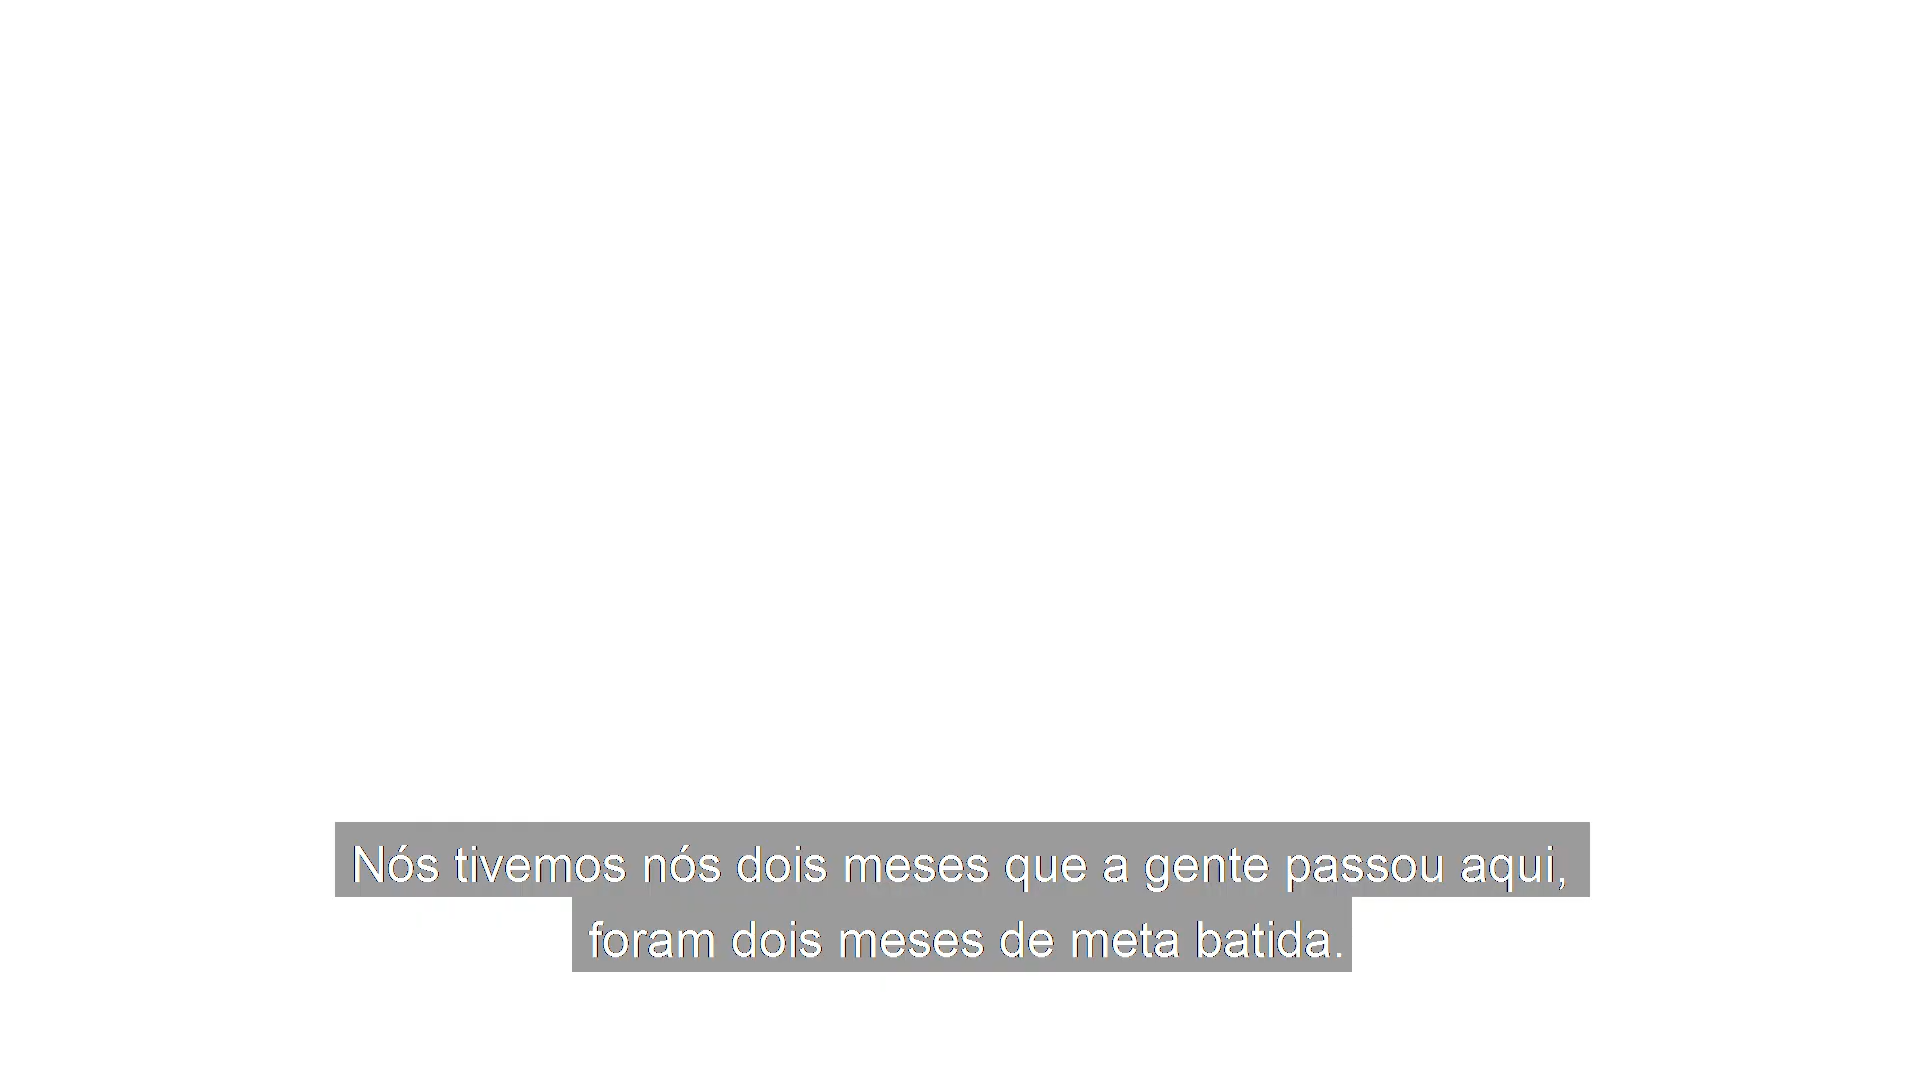 Nós tivemos nós dois meses que a gente passou aqui,
foram dois meses de meta batida.